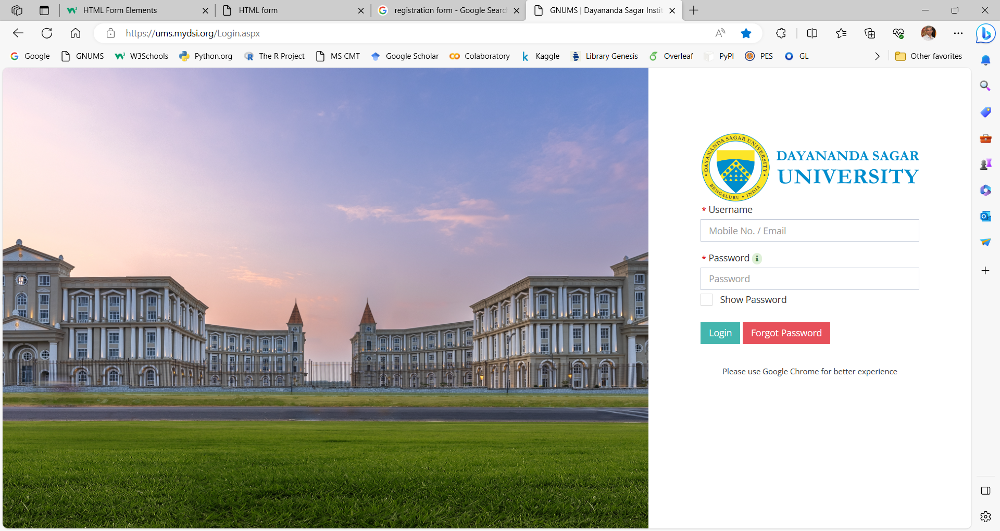 HTML Form Elements
HTML form
registration form - Google Searc
GNUMS | Dayananda Sagar Instit
https://ums.mydsi.org/Login.aspx
Google
GNUMS
W3Schools
Python.org
The R Project
MS CMT
Google Scholar
Colaboratory
Kaggle
Library Genesis
Overleaf
PyPI
PES
GL
Other favorites
DAYANANDA SAGAR UNIVERSITY
BENGALURU • INDIA
DAYANANDA SAGAR
UNIVERSITY
* Username
Mobile No. / Email
* Password i
Password
Show Password
Login
Forgot Password
Please use Google Chrome for better experience